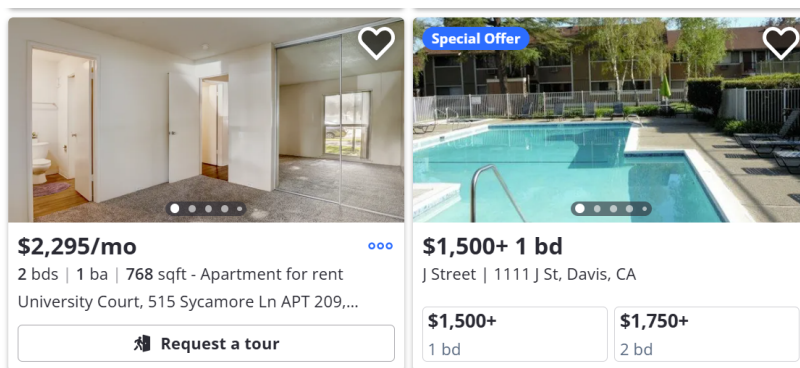 Special Offer
$2,295/mo
2 bds | 1 ba | 768 sqft - Apartment for rent
University Court, 515 Sycamore Ln APT 209,...
Request a tour
$1,500+ 1 bd
J Street | 1111 J St, Davis, CA
$1,500+
1 bd
$1,750+
2 bd